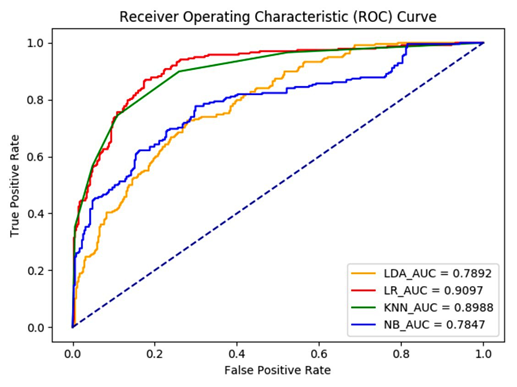 Receiver Operating Characteristic (ROC) Curve
True Positive Rate
1.0
0.8
0.6
0.4
0.2
0.0
LDA_AUC = 0.7892
LR_AUC = 0.9097
KNN_AUC = 0.8988
NB_AUC = 0.7847
0.0 0.2 0.4 0.6 0.8 1.0
False Positive Rate